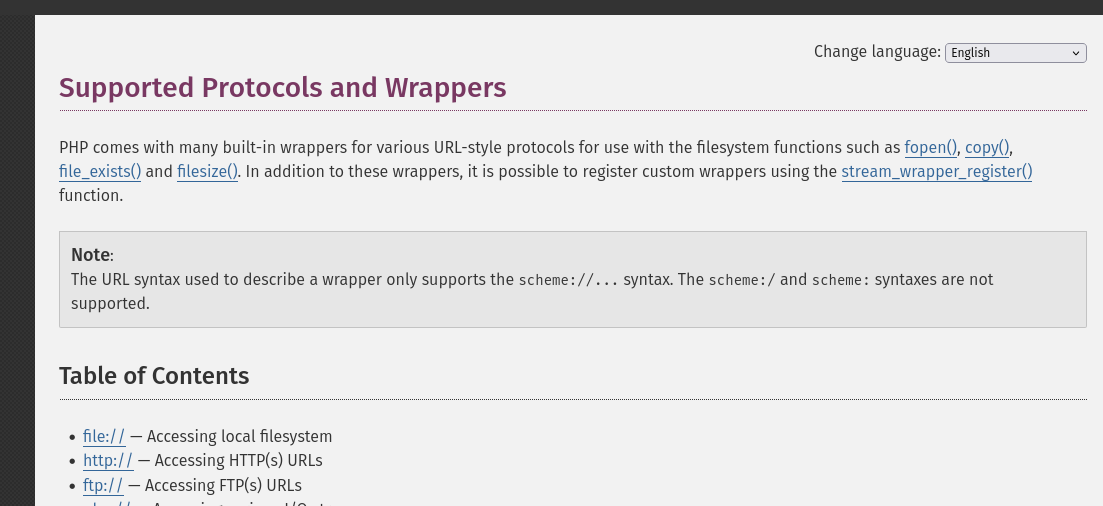 Change language: English
Supported Protocols and Wrappers
PHP comes with many built-in wrappers for various URL-style protocols for use with the filesystem functions such as fopen(), copy(),
file_exists() and filesize(). In addition to these wrappers, it is possible to register custom wrappers using the stream_wrapper_register()
function.
Note:
The URL syntax used to describe a wrapper only supports the scheme://... syntax. The scheme:/ and scheme: syntaxes are not
supported.
Table of Contents
• file:// — Accessing local filesystem
• http:// — Accessing HTTP(s) URLs
• ftp:// — Accessing FTP(s) URLs